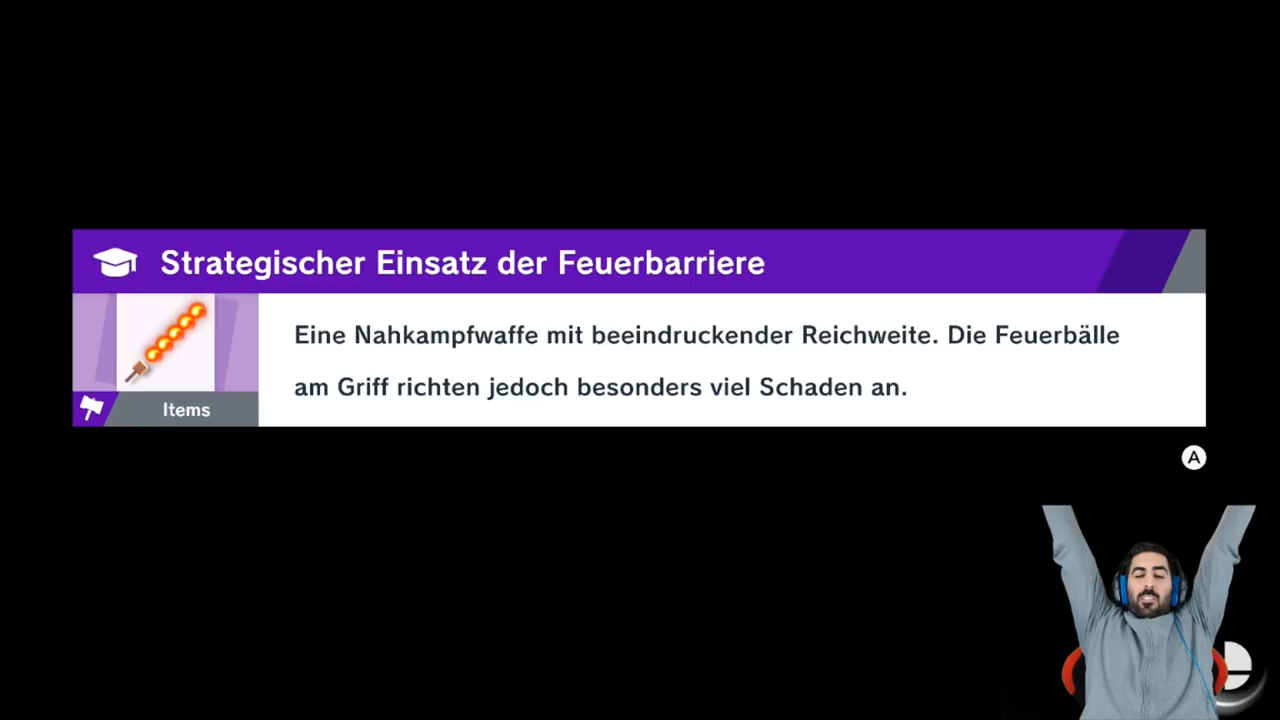 Strategischer Einsatz der Feuerbarriere
Eine Nahkampfwaffe mit beeindruckender Reichweite. Die Feuerbälle
am Griff richten jedoch besonders viel Schaden an.
Items
A